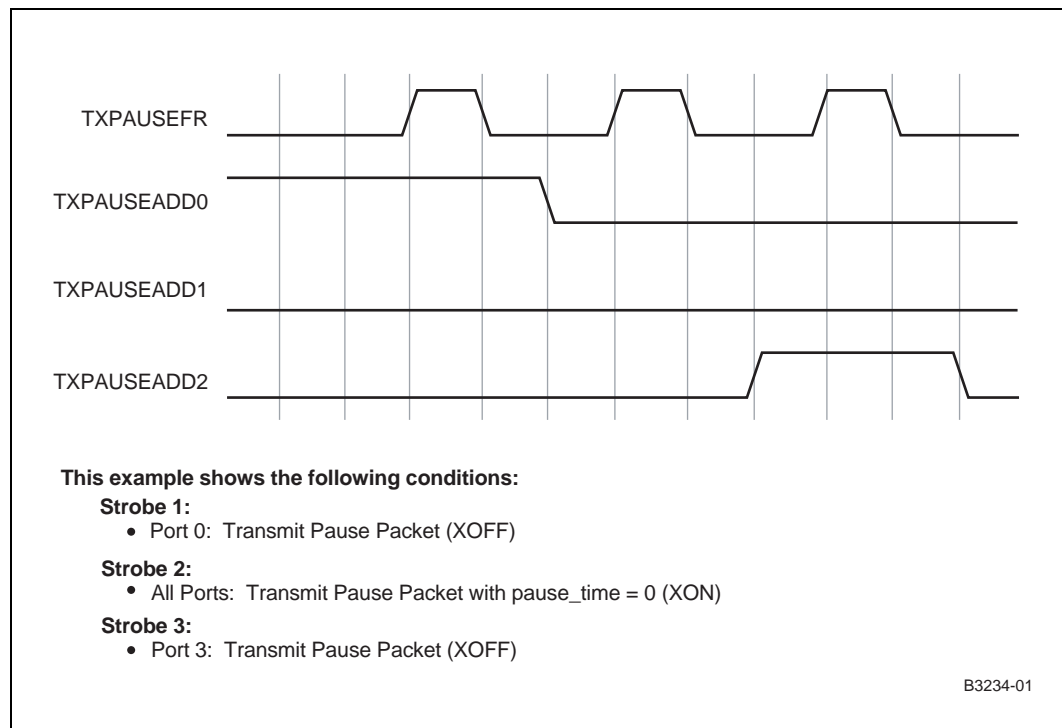 TXPAUSEFR
TXPAUSEADD0
TXPAUSEADD1
TXPAUSEADD2
This example shows the following conditions:
Strobe 1:
• Port 0: Transmit Pause Packet (XOFF)
Strobe 2:
• All Ports: Transmit Pause Packet with pause_time = 0 (XON)
Strobe 3:
• Port 3: Transmit Pause Packet (XOFF)
B3234-01